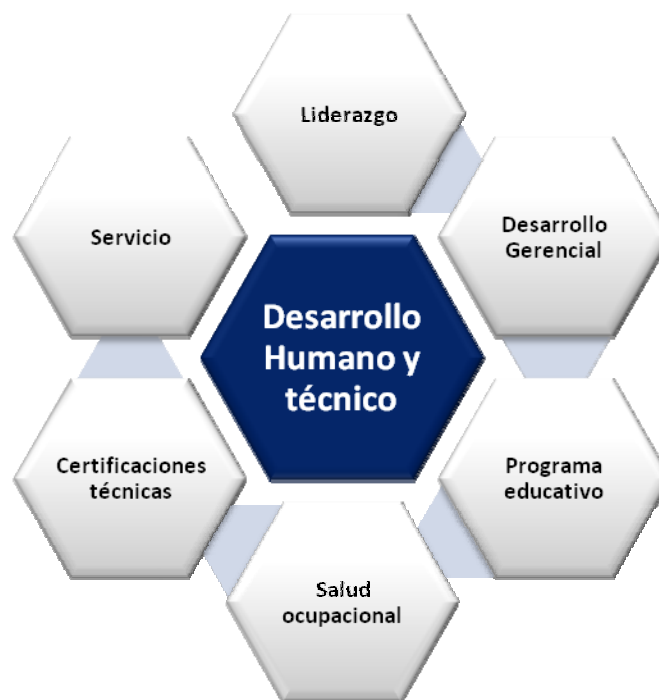 Liderazgo
Desarrollo
Gerencial
Servicio
Desarrollo
Humano y
técnico
Programa
educativo
Certificaciones
técnicas
Salud
ocupacional